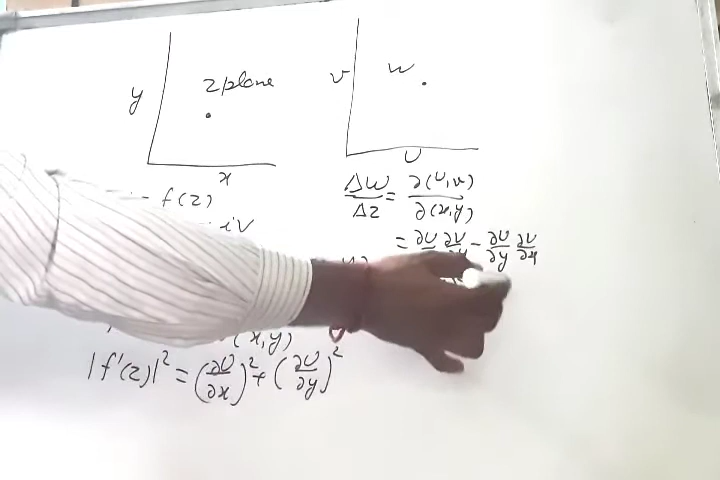 y
z plane
x
v
w
U
= f(z)
iV
ΔW/Δz = ∂(U,v)/∂(x,y)
= ∂U ∂V - ∂U/∂y ∂V/∂x
(x,y)
|f'(z)|² = (∂U/∂x)² + (∂U/∂y)²